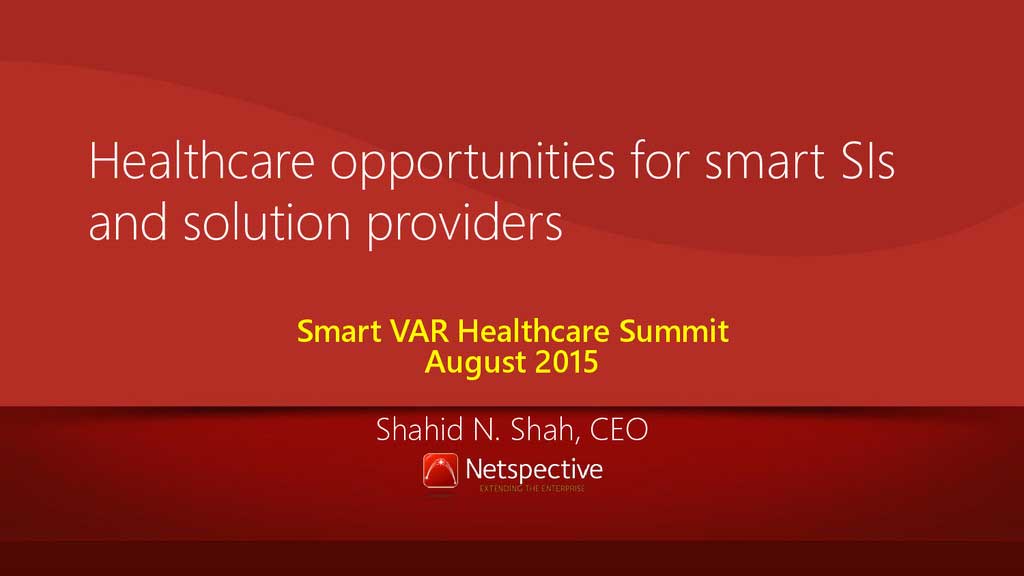 Healthcare opportunities for smart SIs
and solution providers
Smart VAR Healthcare Summit
August 2015
Shahid N. Shah, CEO
Netspective
EXTENDING THE ENTERPRISE